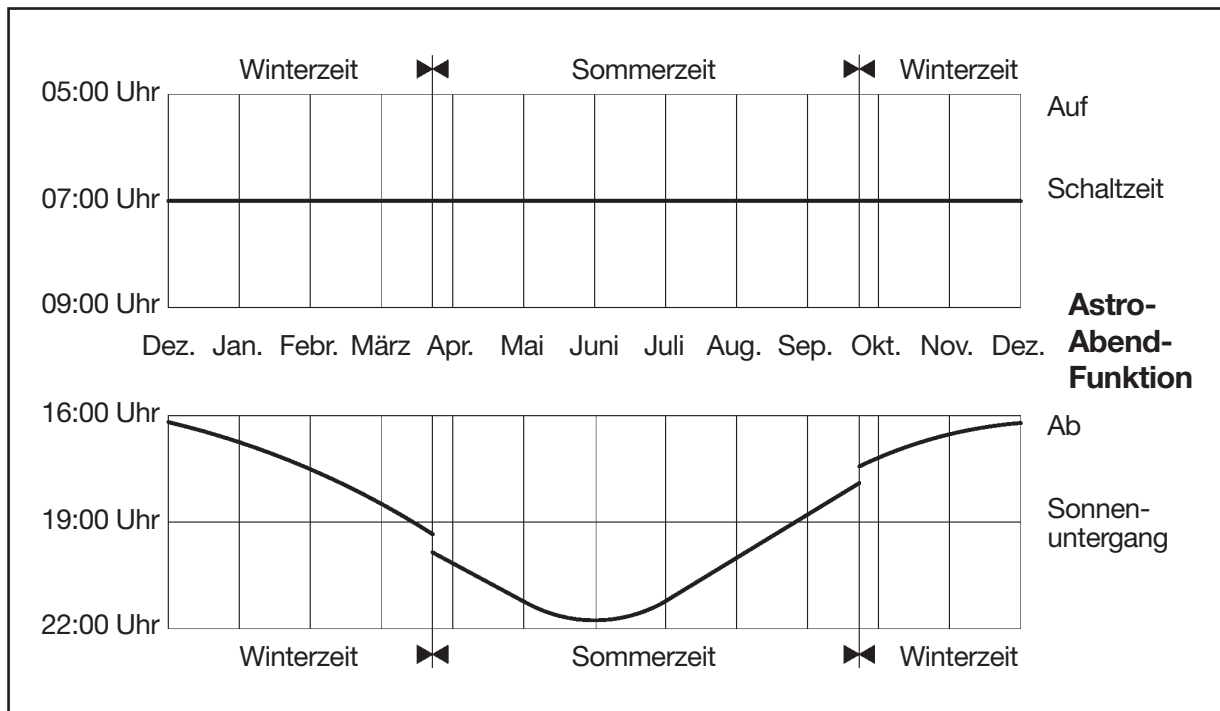 Winterzeit Sommerzeit Winterzeit
05:00 Uhr
Auf
07:00 Uhr
Schaltzeit
09:00 Uhr
Dez. Jan. Febr. März Apr. Mai Juni Juli Aug. Sep. Okt. Nov. Dez.
Astro-
Abend-
Funktion
16:00 Uhr
Ab
19:00 Uhr
Sonnen-
untergang
22:00 Uhr
Winterzeit Sommerzeit Winterzeit